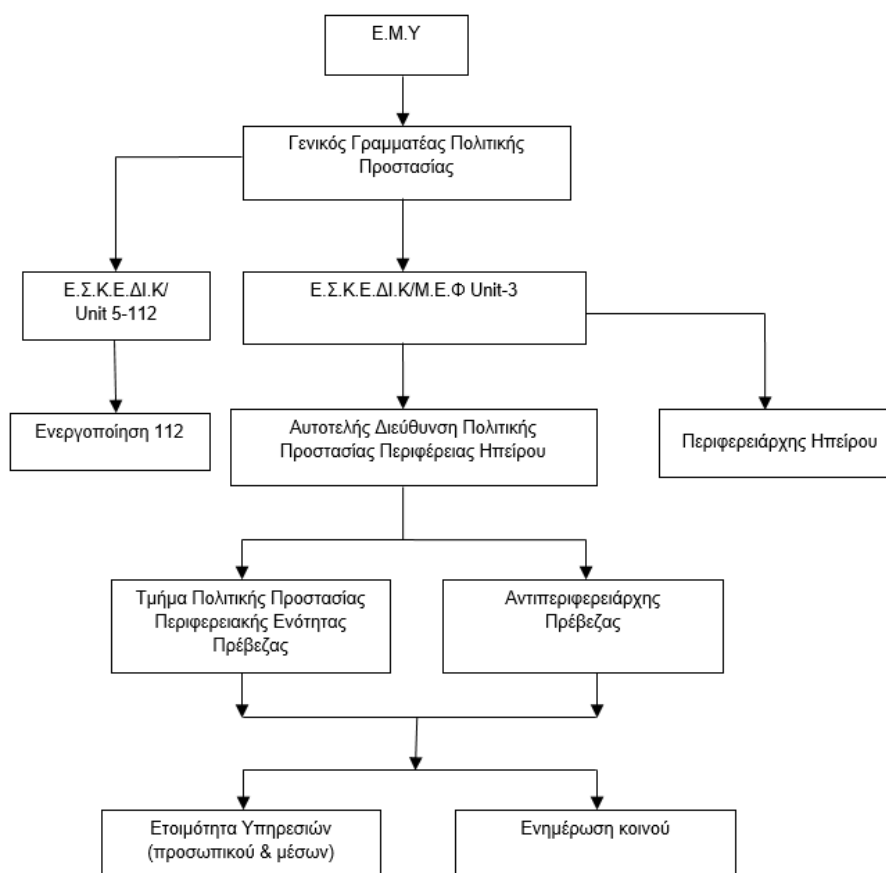 Ε.Μ.Υ
Γενικός Γραμματέας Πολιτικής
Προστασίας
Ε.Σ.Κ.Ε.ΔΙ.Κ/
Unit 5-112
Ε.Σ.Κ.Ε.ΔΙ.Κ/Μ.Ε.Φ Unit-3
Ενεργοποίηση 112
Αυτοτελής Διεύθυνση Πολιτικής
Προστασίας Περιφέρειας Ηπείρου
Περιφερειάρχης Ηπείρου
Τμήμα Πολιτικής Προστασίας
Περιφερειακής Ενότητας
Πρέβεζας
Αντιπεριφερειάρχης
Πρέβεζας
Ετοιμότητα Υπηρεσιών
(προσωπικού & μέσων)
Ενημέρωση κοινού